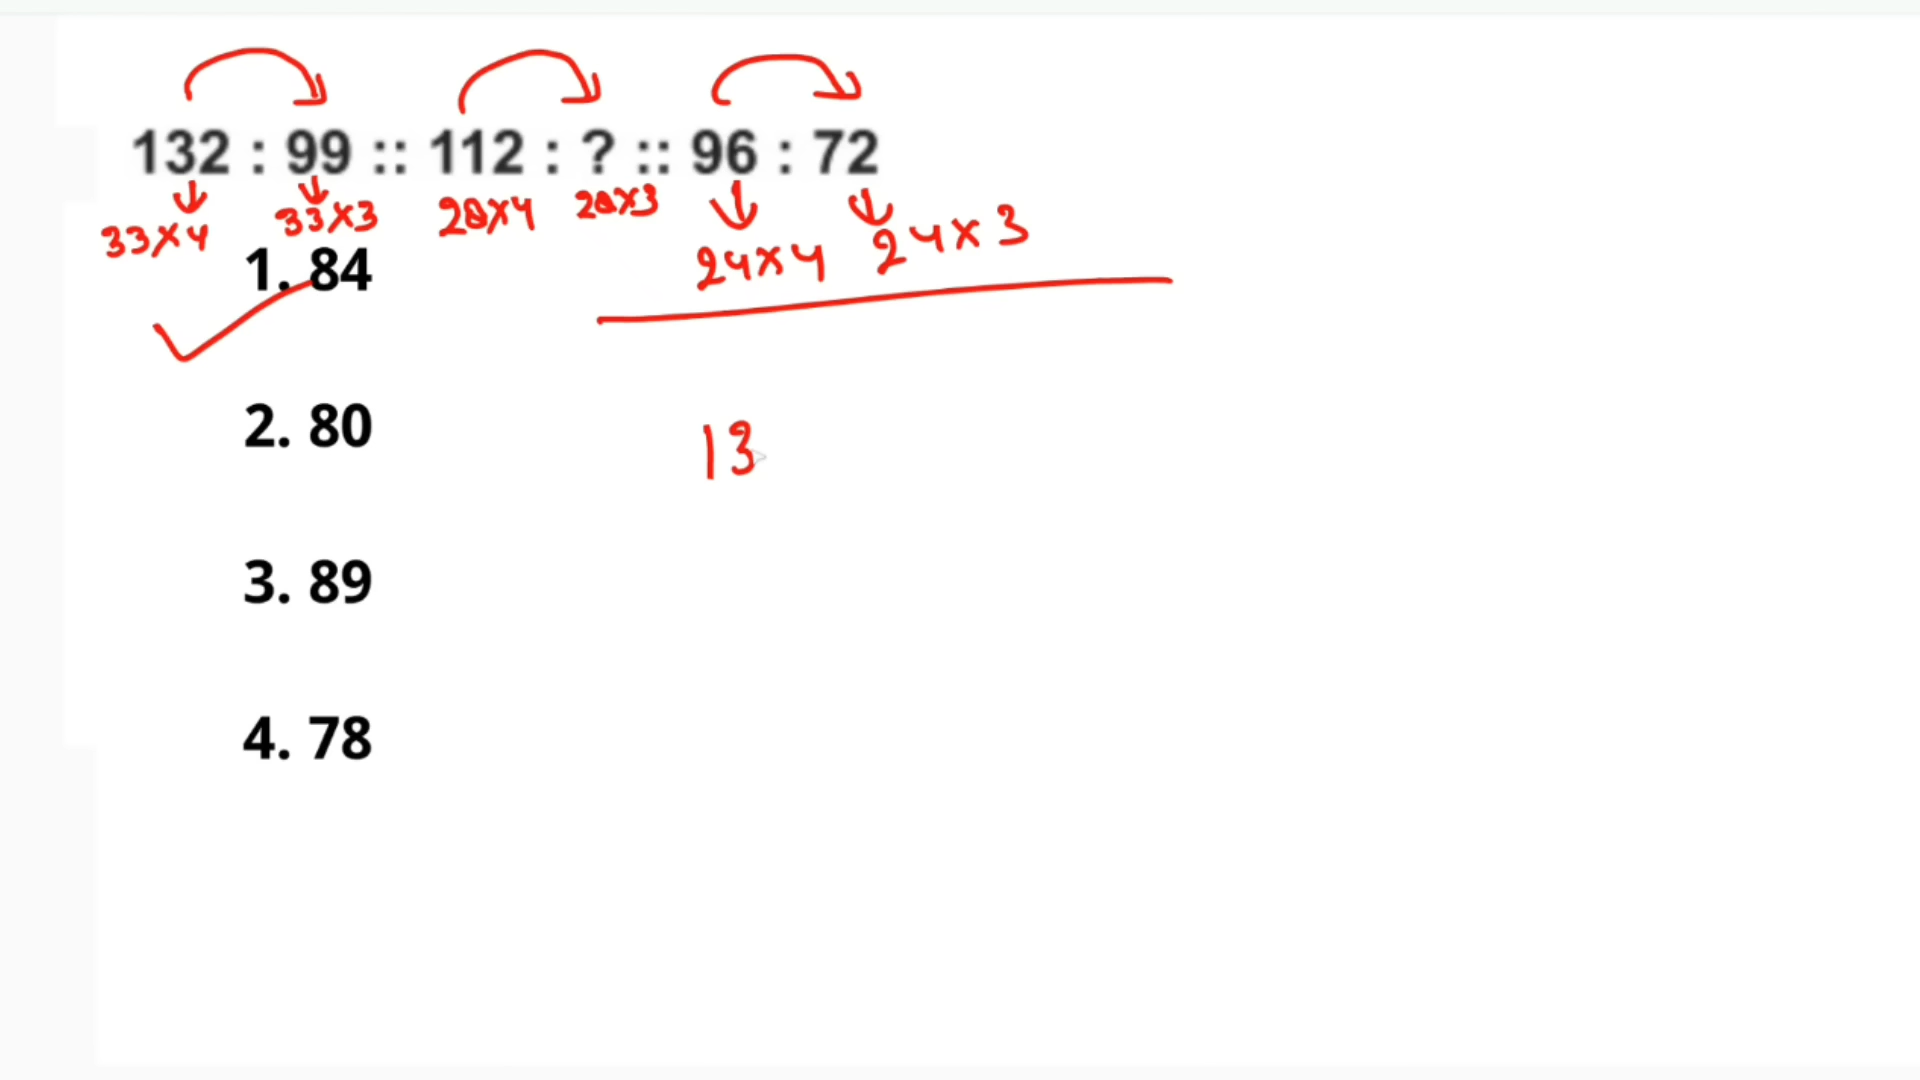 132 : 99 :: 112 : ? :: 96 : 72
33×4 33×3 28×4 28×3 24×4 24×3
1. 84
2. 80
13
3. 89
4. 78